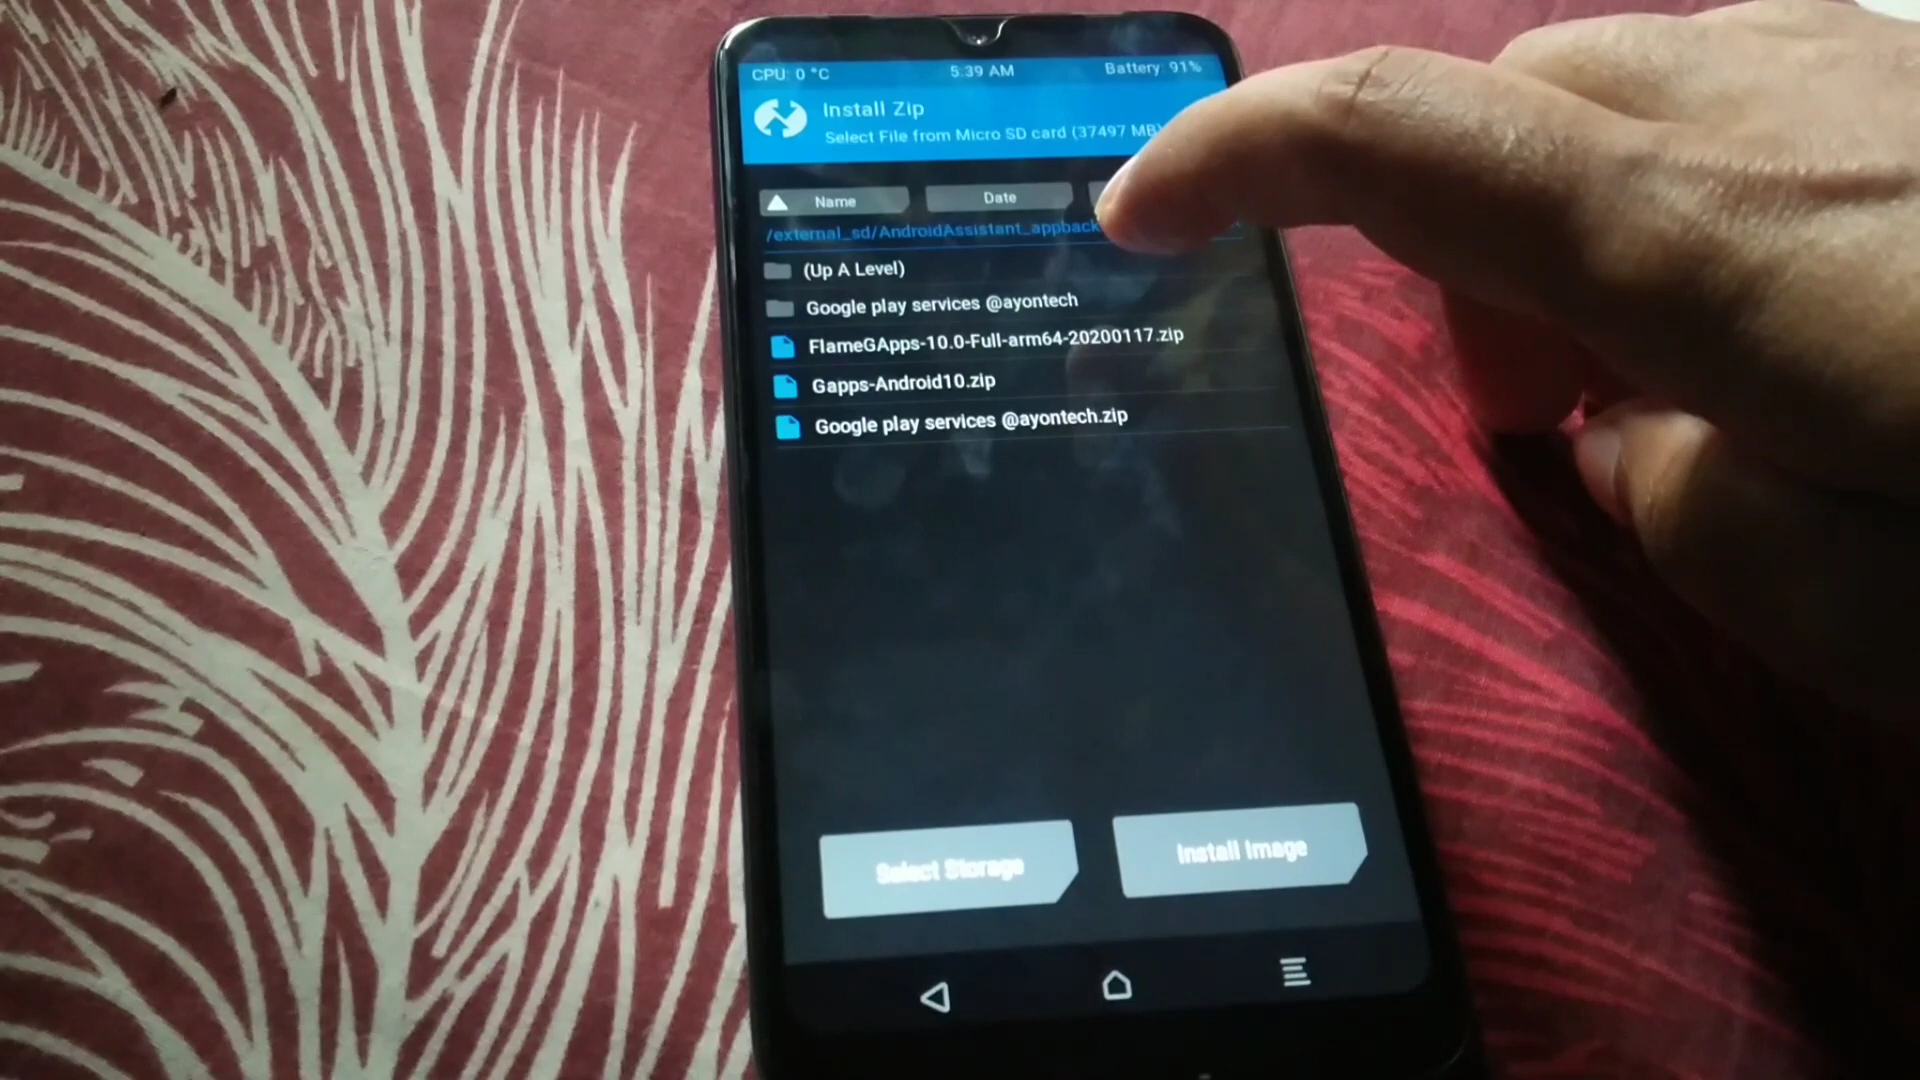 CPU: 0 °C 5:39 AM Battery: 91%
Install Zip
Select File from Micro SD card (37497 MB)
Name Date
/external_sd/AndroidAssistant_appback
(Up A Level)
Google play services @ayontech
FlameGApps-10.0-Full-arm64-20200117.zip
Gapps-Android10.zip
Google play services @ayontech.zip
Select Storage Install Image